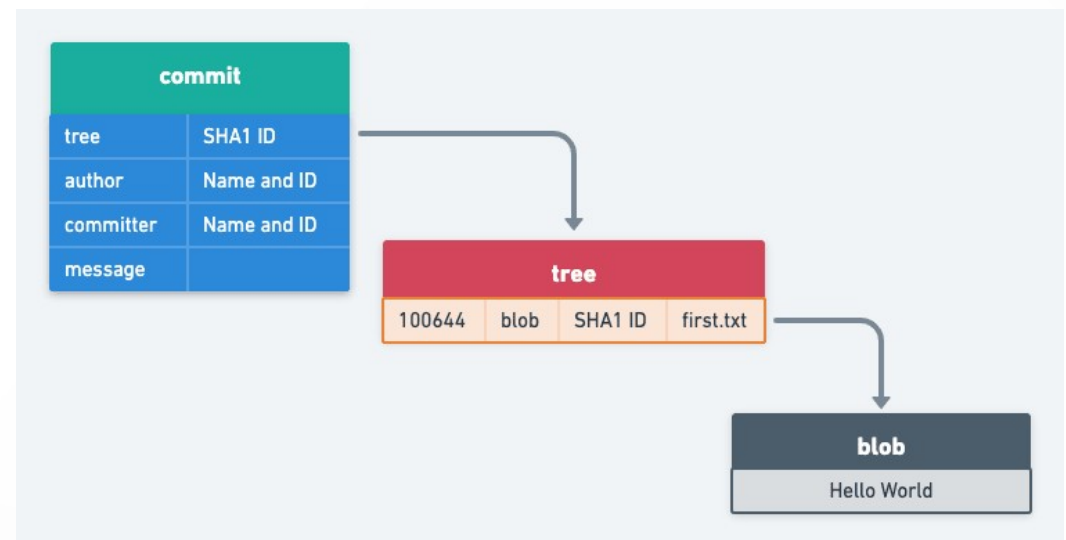 commit
tree SHA1 ID
author Name and ID
committer Name and ID
message
tree
100644 blob SHA1 ID first.txt
blob
Hello World